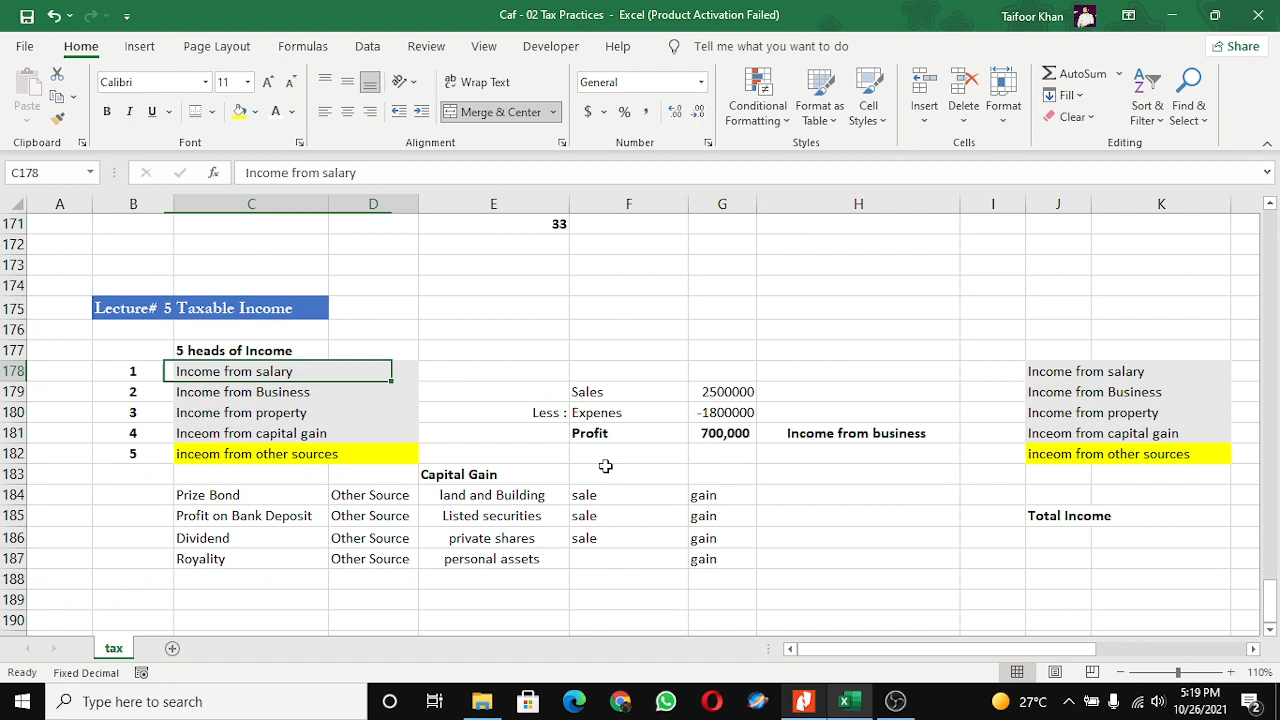 Caf - 02 Tax Practices - Excel (Product Activation Failed)
Taifoor Khan
File Home Insert Page Layout Formulas Data Review View Developer Help Tell me what you want to do Share
Paste
Calibri 11
B I U
Wrap Text
Merge & Center
General
$ % ,
Conditional Formatting
Format as Table
Cell Styles
Insert Delete Format
AutoSum
Fill
Clear
Sort & Filter
Find & Select
Clipboard Font Alignment Number Styles Cells Editing
C178 fx Income from salary
A B C D E F G H I J K
171 33
172
173
174
175 Lecture# 5 Taxable Income
176
177 5 heads of Income
178 1 Income from salary Income from salary
179 2 Income from Business Sales 2500000 Income from Business
180 3 Income from property Less : Expenes -1800000 Income from property
181 4 Inceom from capital gain Profit 700,000 Income from business Inceom from capital gain
182 5 inceom from other sources inceom from other sources
183 Capital Gain
184 Prize Bond Other Source land and Building sale gain
185 Profit on Bank Deposit Other Source Listed securities sale gain Total Income
186 Dividend Other Source private shares sale gain
187 Royality Other Source personal assets gain
188
189
190
tax
Ready Fixed Decimal 110%
Type here to search 27°C 5:19 PM
10/26/2021 2